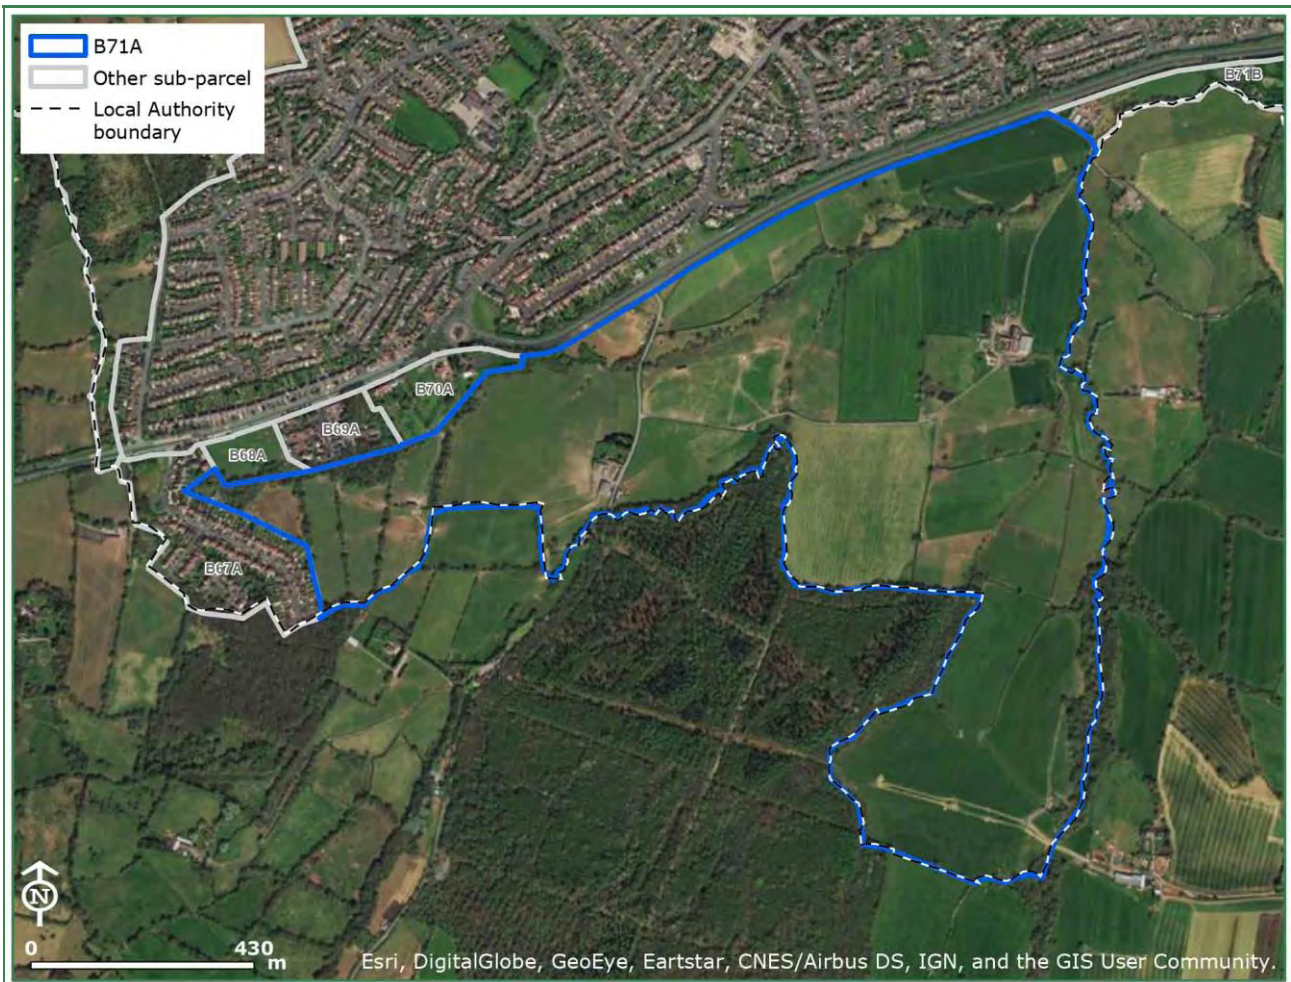 B71A
Other sub-parcel
Local Authority
boundary
B71B
B70A
B69A
B68A
B67A
N
0 430
m
Esri, DigitalGlobe, GeoEye, Eartstar, CNES/Airbus DS, IGN, and the GIS User Community.